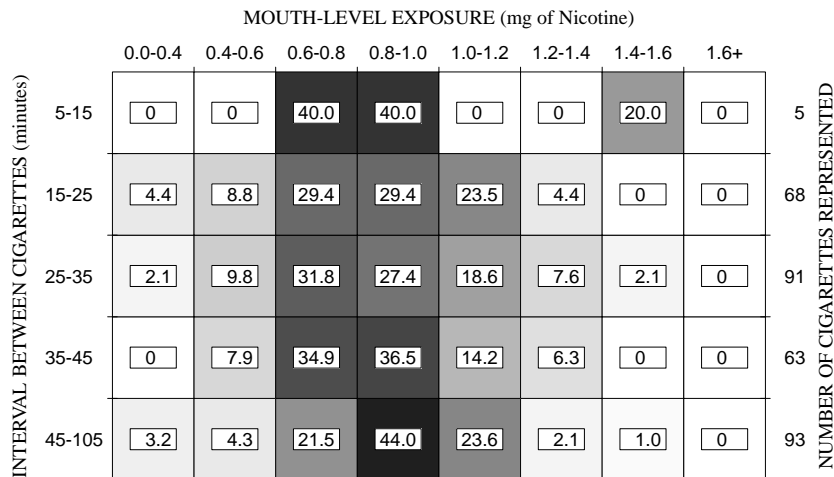 MOUTH-LEVEL EXPOSURE (mg of Nicotine)
0.0-0.4 0.4-0.6 0.6-0.8 0.8-1.0 1.0-1.2 1.2-1.4 1.4-1.6 1.6+
INTERVAL BETWEEN CIGARETTES (minutes)
5-15 0 0 40.0 40.0 0 0 20.0 0 5
15-25 4.4 8.8 29.4 29.4 23.5 4.4 0 0 68
25-35 2.1 9.8 31.8 27.4 18.6 7.6 2.1 0 91
35-45 0 7.9 34.9 36.5 14.2 6.3 0 0 63
45-105 3.2 4.3 21.5 44.0 23.6 2.1 1.0 0 93
NUMBER OF CIGARETTES REPRESENTED